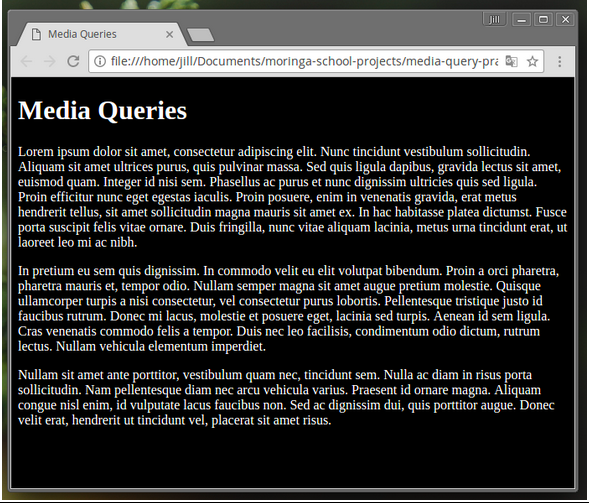 Jill
Media Queries
file:///home/jill/Documents/moringa-school-projects/media-query-pra
Media Queries
Lorem ipsum dolor sit amet, consectetur adipiscing elit. Nunc tincidunt vestibulum sollicitudin.
Aliquam sit amet ultrices purus, quis pulvinar massa. Sed quis ligula dapibus, gravida lectus sit amet,
euismod quam. Integer id nisi sem. Phasellus ac purus et nunc dignissim ultricies quis sed ligula.
Proin efficitur nunc eget egestas iaculis. Proin posuere, enim in venenatis gravida, erat metus
hendrerit tellus, sit amet sollicitudin magna mauris sit amet ex. In hac habitasse platea dictumst. Fusce
porta suscipit felis vitae ornare. Duis fringilla, nunc vitae aliquam lacinia, metus urna tincidunt erat, ut
laoreet leo mi ac nibh.
In pretium eu sem quis dignissim. In commodo velit eu elit volutpat bibendum. Proin a orci pharetra,
pharetra mauris et, tempor odio. Nullam semper magna sit amet augue pretium molestie. Quisque
ullamcorper turpis a nisi consectetur, vel consectetur purus lobortis. Pellentesque tristique justo id
faucibus rutrum. Donec mi lacus, molestie et posuere eget, lacinia sed turpis. Aenean id sem ligula.
Cras venenatis commodo felis a tempor. Duis nec leo facilisis, condimentum odio dictum, rutrum
lectus. Nullam vehicula elementum imperdiet.
Nullam sit amet ante porttitor, vestibulum quam nec, tincidunt sem. Nulla ac diam in risus porta
sollicitudin. Nam pellentesque diam nec arcu vehicula varius. Praesent id ornare magna. Aliquam
congue nisl enim, id vulputate lacus faucibus non. Sed ac dignissim dui, quis porttitor augue. Donec
velit erat, hendrerit ut tincidunt vel, placerat sit amet risus.